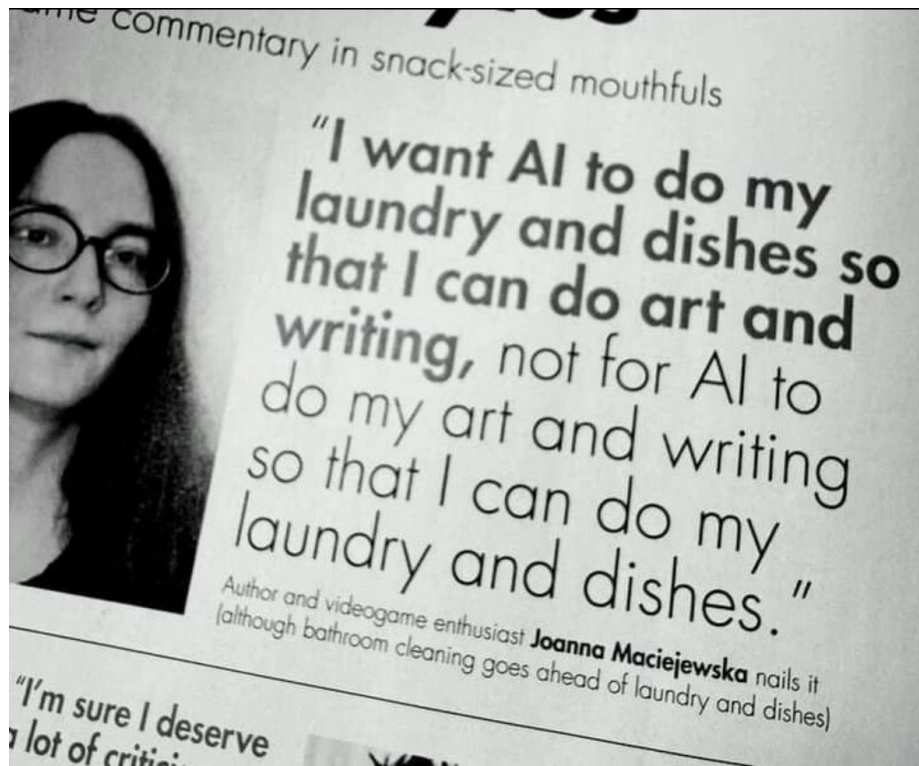 commentary in snack-sized mouthfuls
“I want AI to do my
laundry and dishes so
that I can do art and
writing, not for AI to
do my art and writing
so that I can do my
laundry and dishes.”
Author and videogame enthusiast Joanna Maciejewska nails it
(although bathroom cleaning goes ahead of laundry and dishes)
“I’m sure I deserve
a lot of